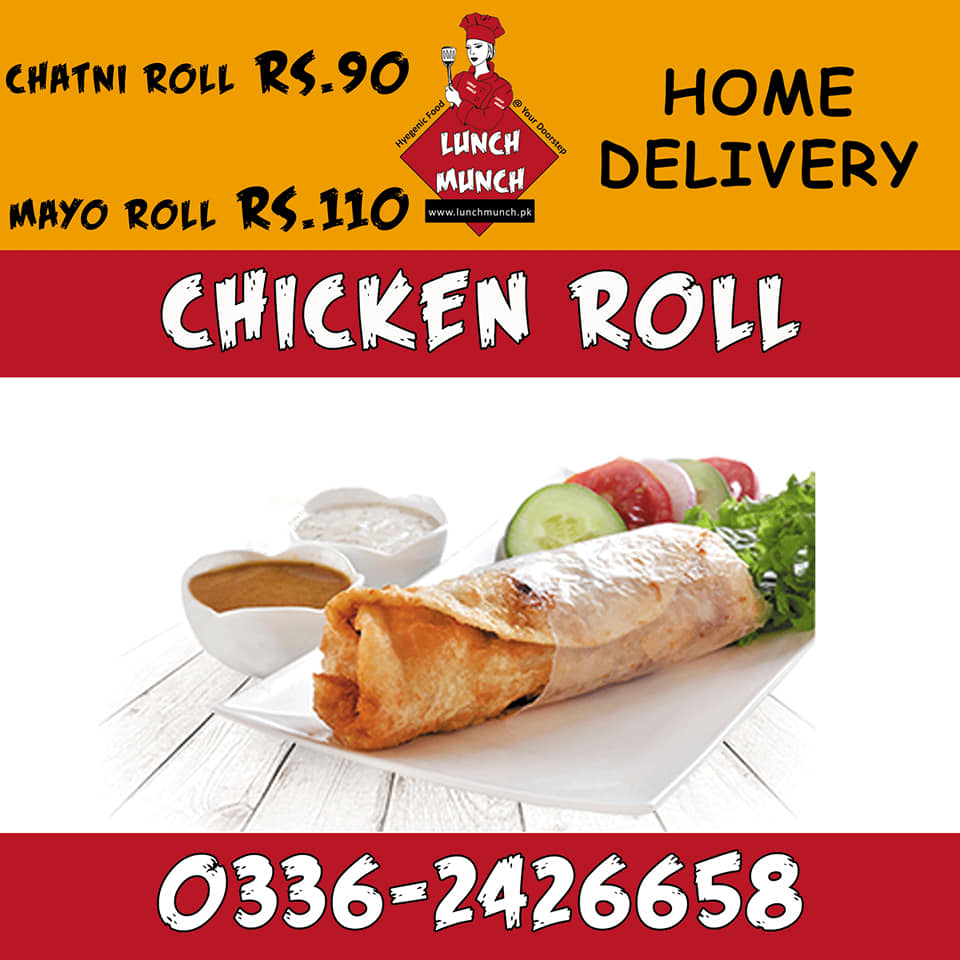 CHATNI ROLL RS.90
MAYO ROLL RS.110
Hyegenic Food @ Your Doorstep
LUNCH
MUNCH
www.lunchmunch.pk
HOME
DELIVERY
CHICKEN ROLL
0336-2426658